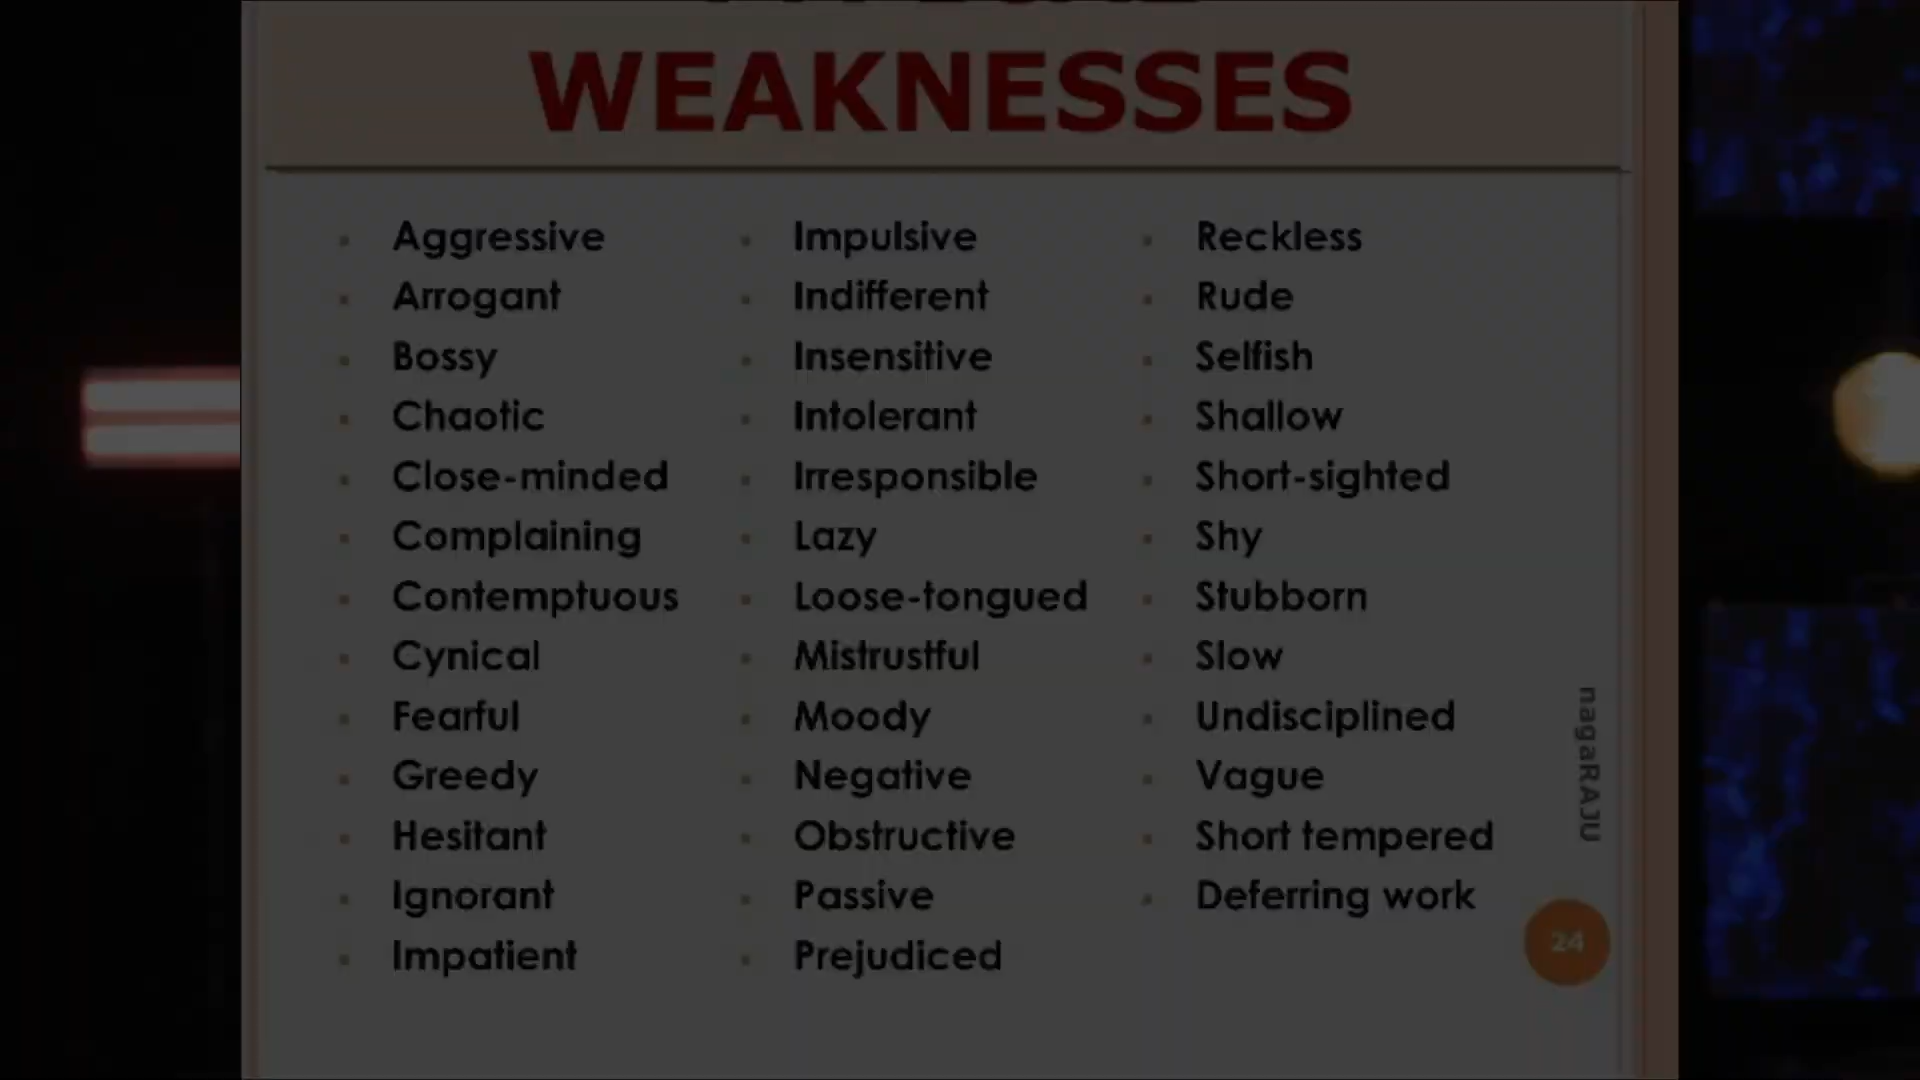 WEAKNESSES
Aggressive
Arrogant
Bossy
Chaotic
Close-minded
Complaining
Contemptuous
Cynical
Fearful
Greedy
Hesitant
Ignorant
Impatient
Impulsive
Indifferent
Insensitive
Intolerant
Irresponsible
Lazy
Loose-tongued
Mistrustful
Moody
Negative
Obstructive
Passive
Prejudiced
Reckless
Rude
Selfish
Shallow
Short-sighted
Shy
Stubborn
Slow
Undisciplined
Vague
Short tempered
Deferring work
nagaRAJU
24